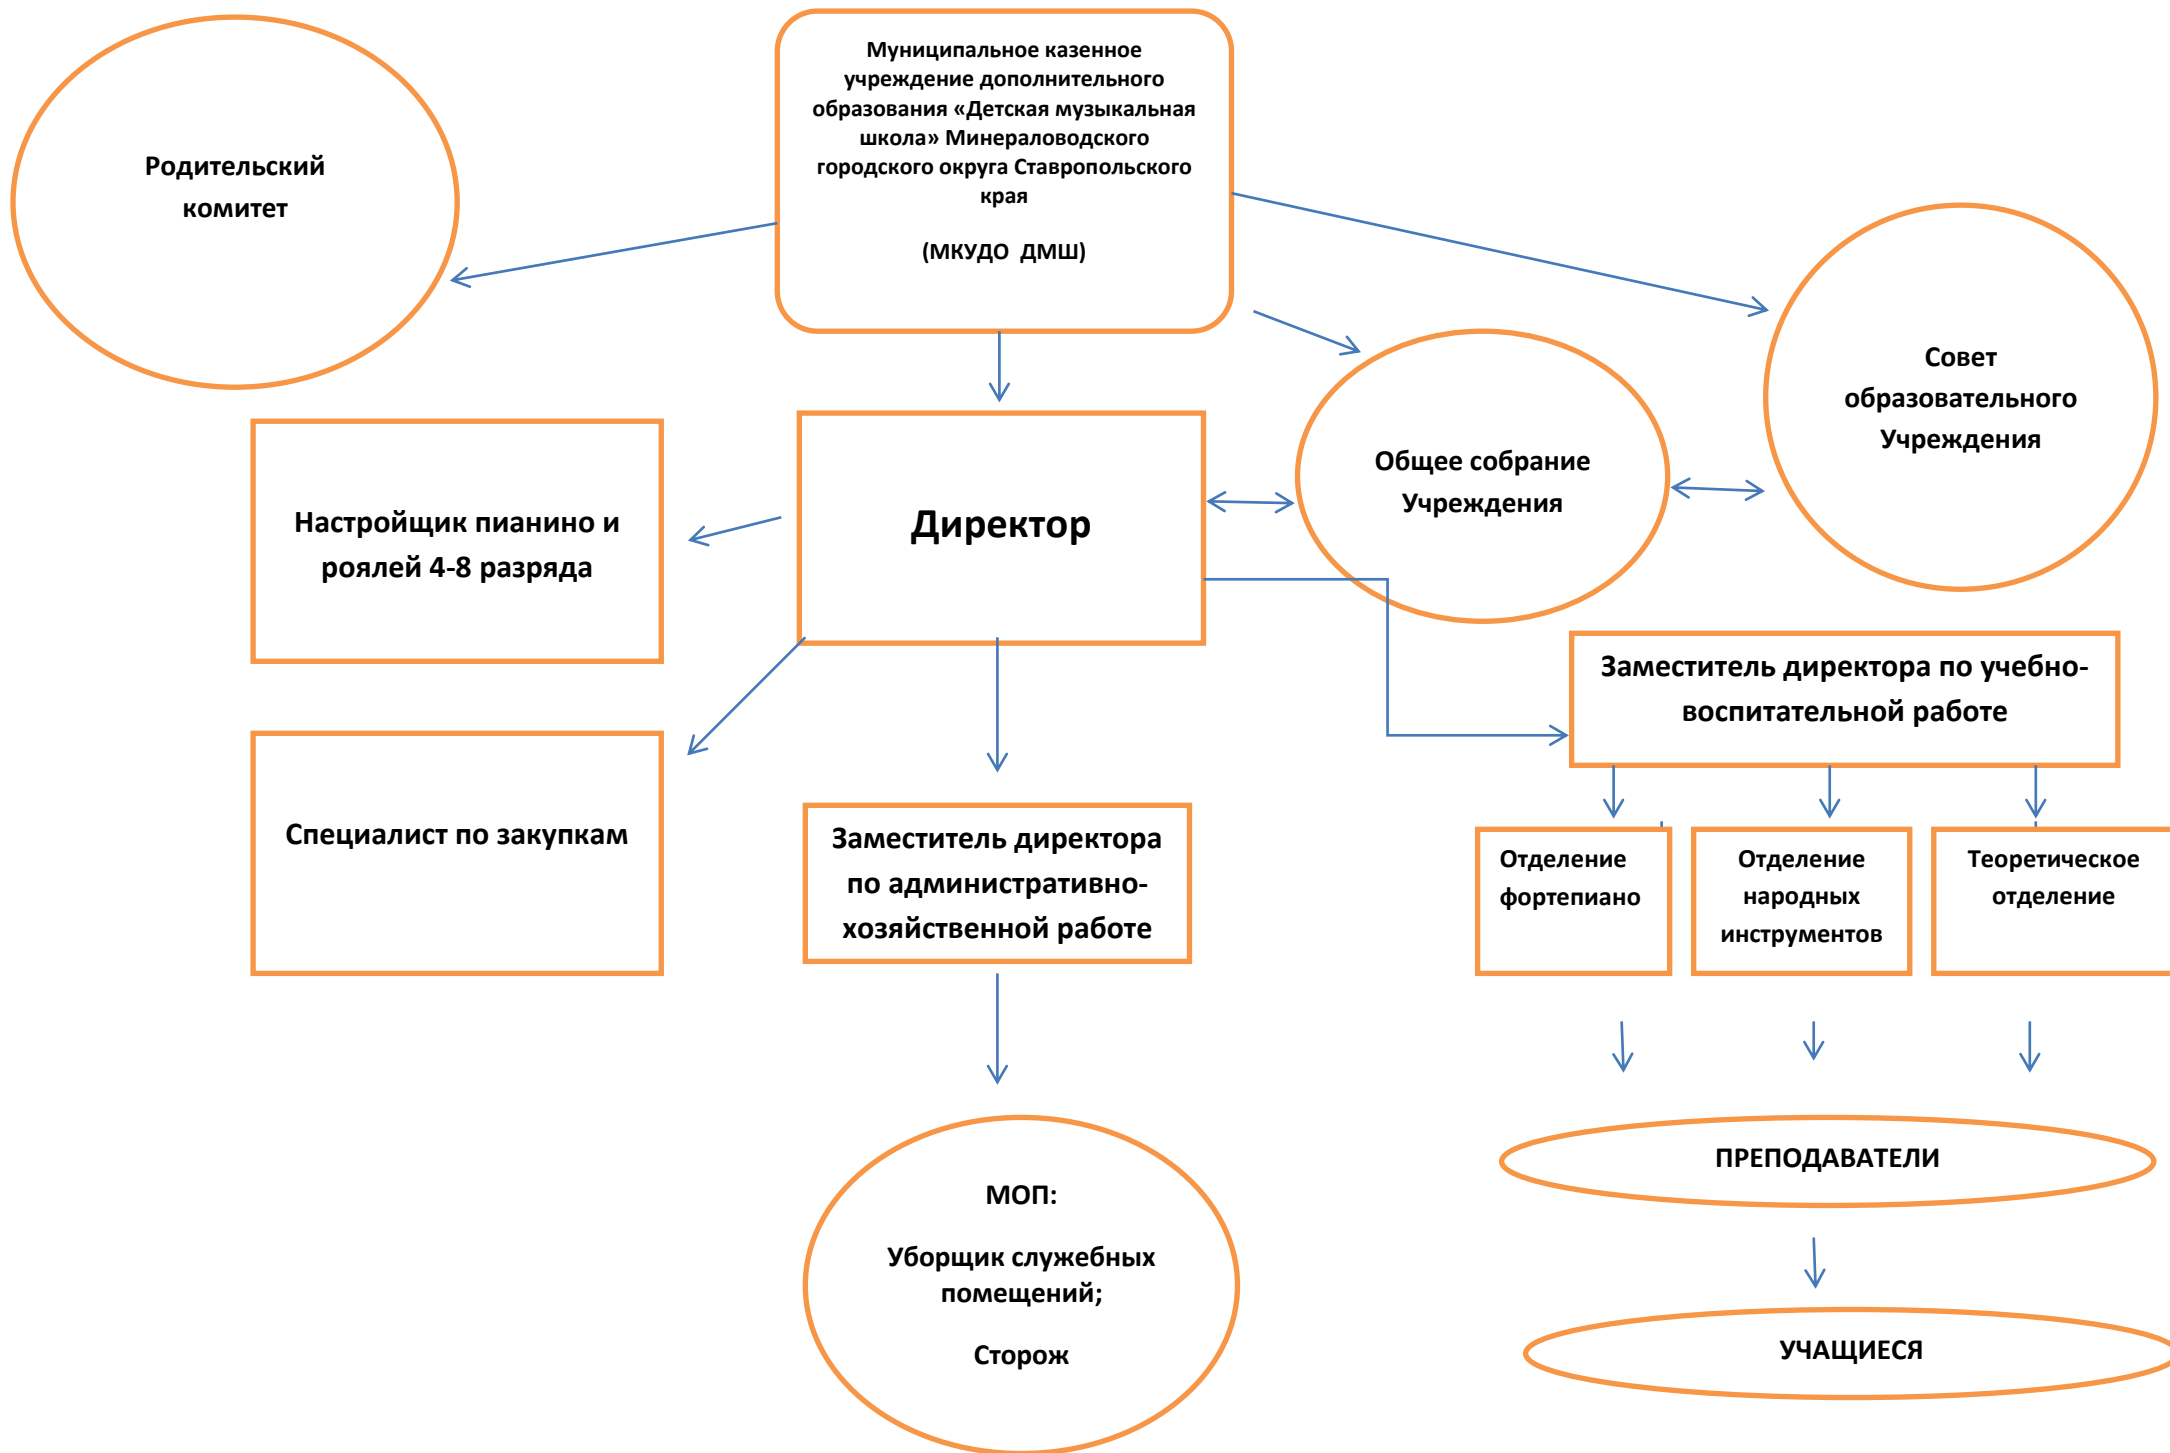 Муниципальное казенное
учреждение дополнительного
образования «Детская музыкальная
школа» Минераловодского
городского округа Ставропольского
края
(МКУДО ДМШ)
Родительский
комитет
Совет
образовательного
Учреждения
Общее собрание
Учреждения
Директор
Настройщик пианино и
роялей 4-8 разряда
Заместитель директора по учебно-
воспитательной работе
Специалист по закупкам
Заместитель директора
по административно-
хозяйственной работе
Отделение
фортепиано
Отделение
народных
инструментов
Теоретическое
отделение
МОП:
Уборщик служебных
помещений;
Сторож
ПРЕПОДАВАТЕЛИ
УЧАЩИЕСЯ